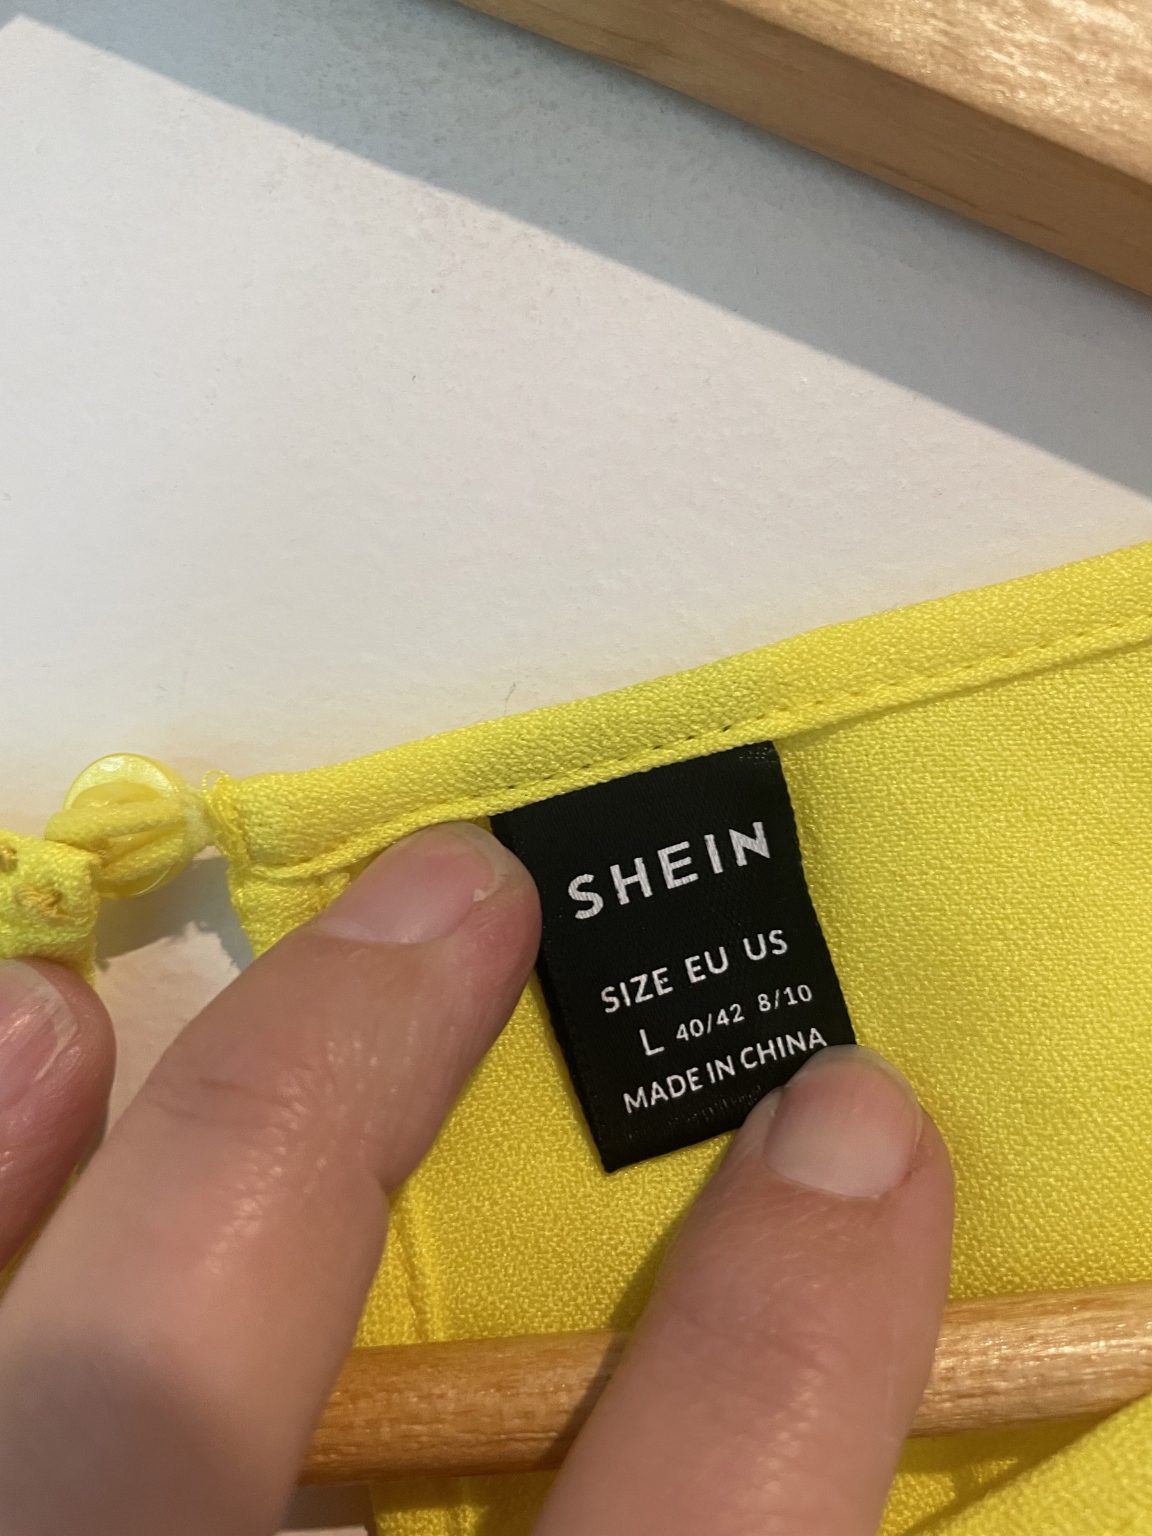 SHEIN
SIZE EU US
L 40/42 8/10
MADE IN CHINA